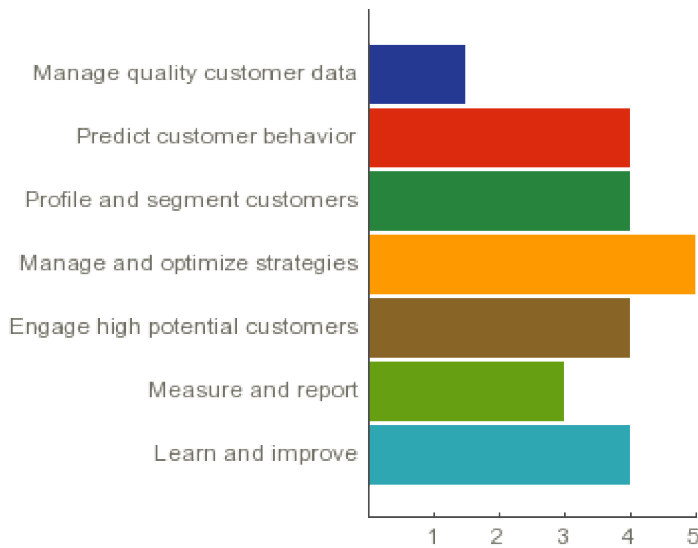 Manage quality customer data
Predict customer behavior
Profile and segment customers
Manage and optimize strategies
Engage high potential customers
Measure and report
Learn and improve
1 2 3 4 5